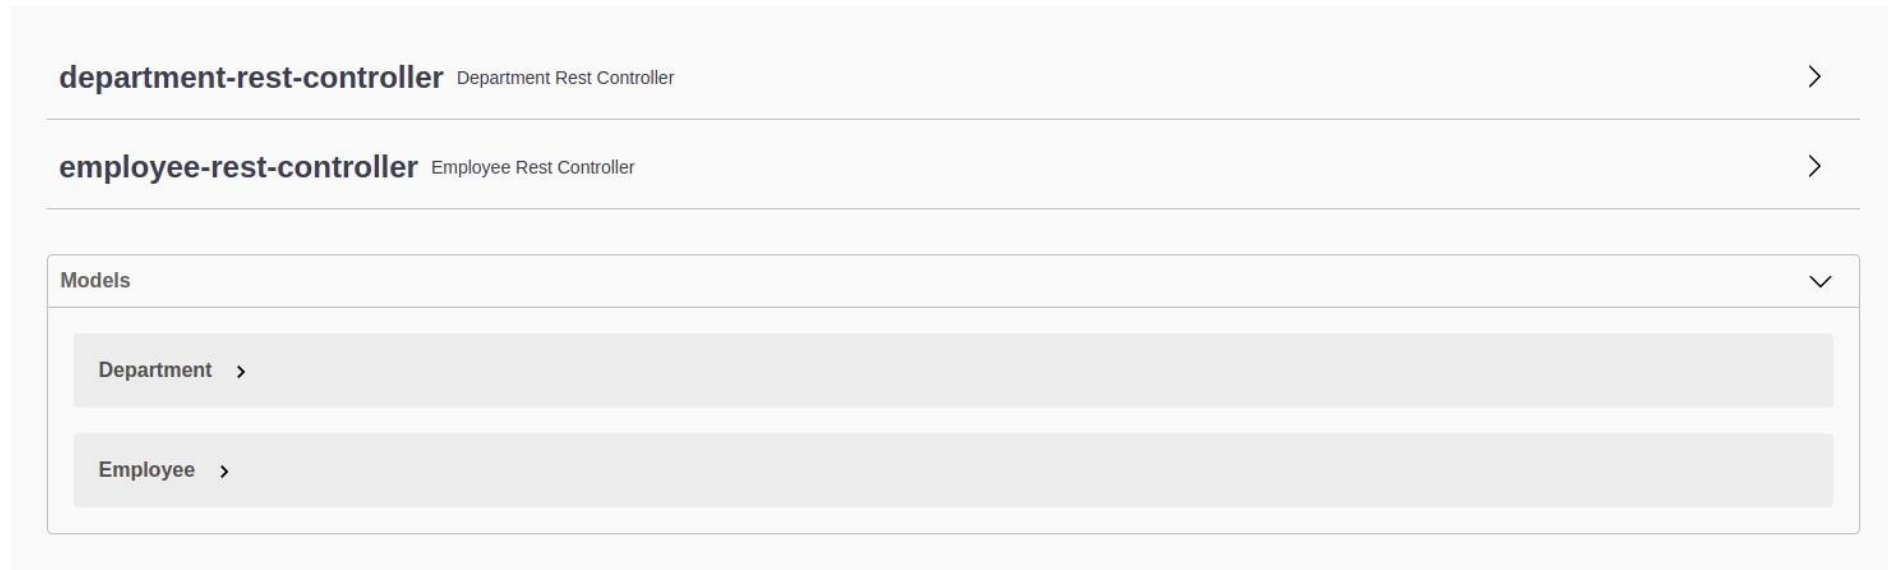 department-rest-controller Department Rest Controller
employee-rest-controller Employee Rest Controller
Models
Department
Employee